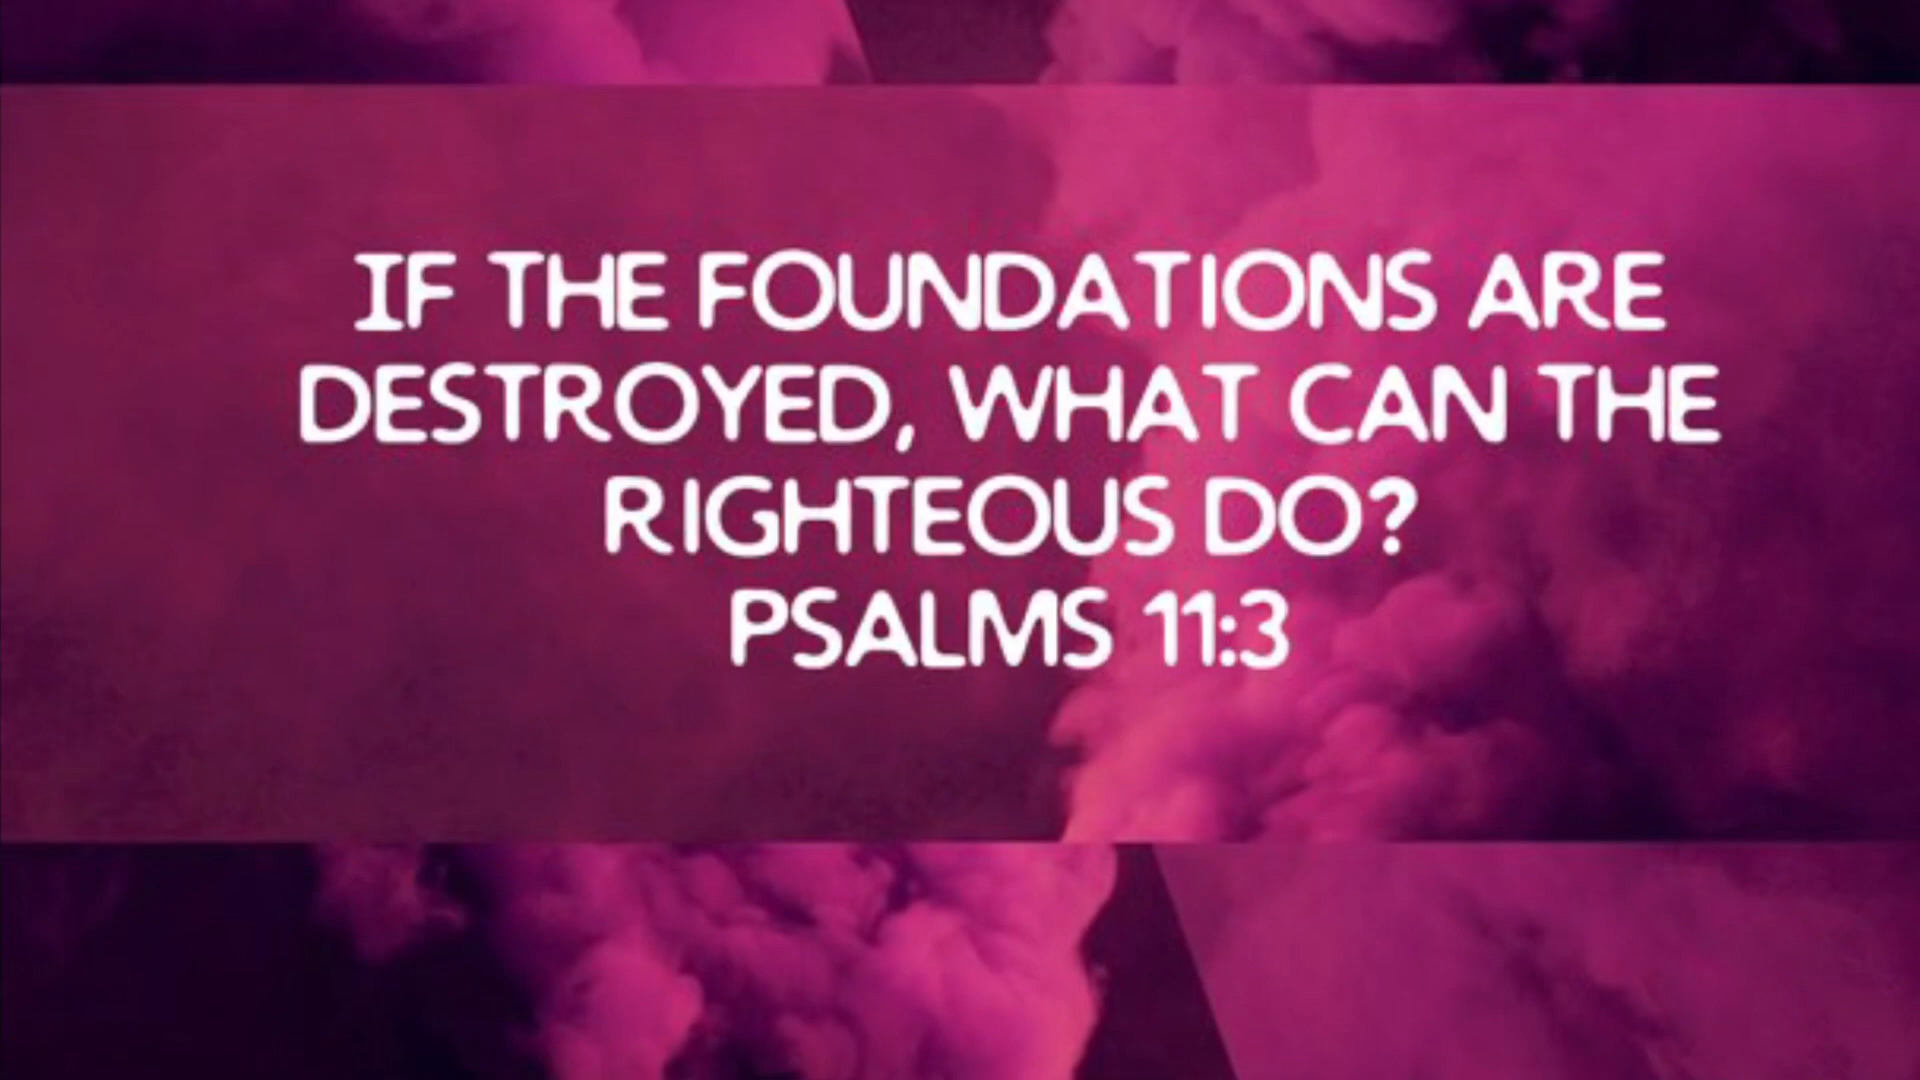 IF THE FOUNDATIONS ARE
DESTROYED, WHAT CAN THE
RIGHTEOUS DO?
PSALMS 11:3